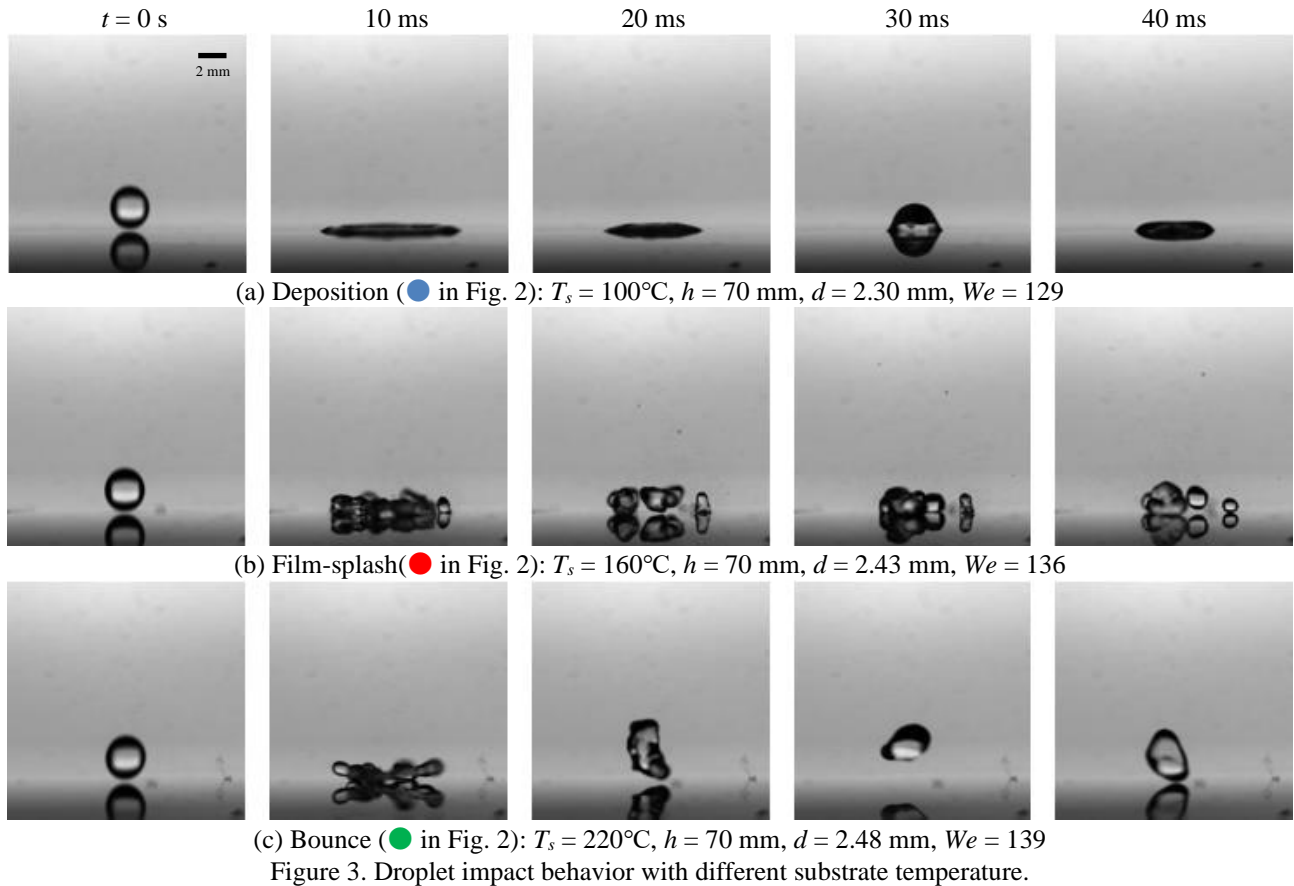 t = 0 s 10 ms 20 ms 30 ms 40 ms
2 mm
(a) Deposition ( in Fig. 2): Ts = 100°C, h = 70 mm, d = 2.30 mm, We = 129
(b) Film-splash( in Fig. 2): Ts = 160°C, h = 70 mm, d = 2.43 mm, We = 136
(c) Bounce ( in Fig. 2): Ts = 220°C, h = 70 mm, d = 2.48 mm, We = 139
Figure 3. Droplet impact behavior with different substrate temperature.